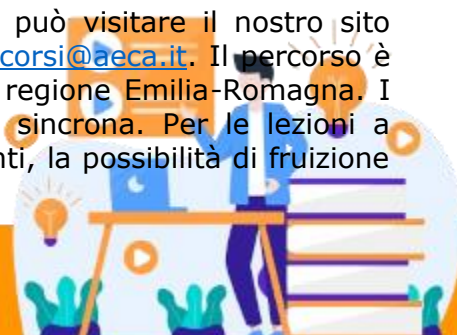 può visitare il nostro sito
corsi@aeca.it. Il percorso è
regione Emilia-Romagna. I
sincrona. Per le lezioni a
nti, la possibilità di fruizione